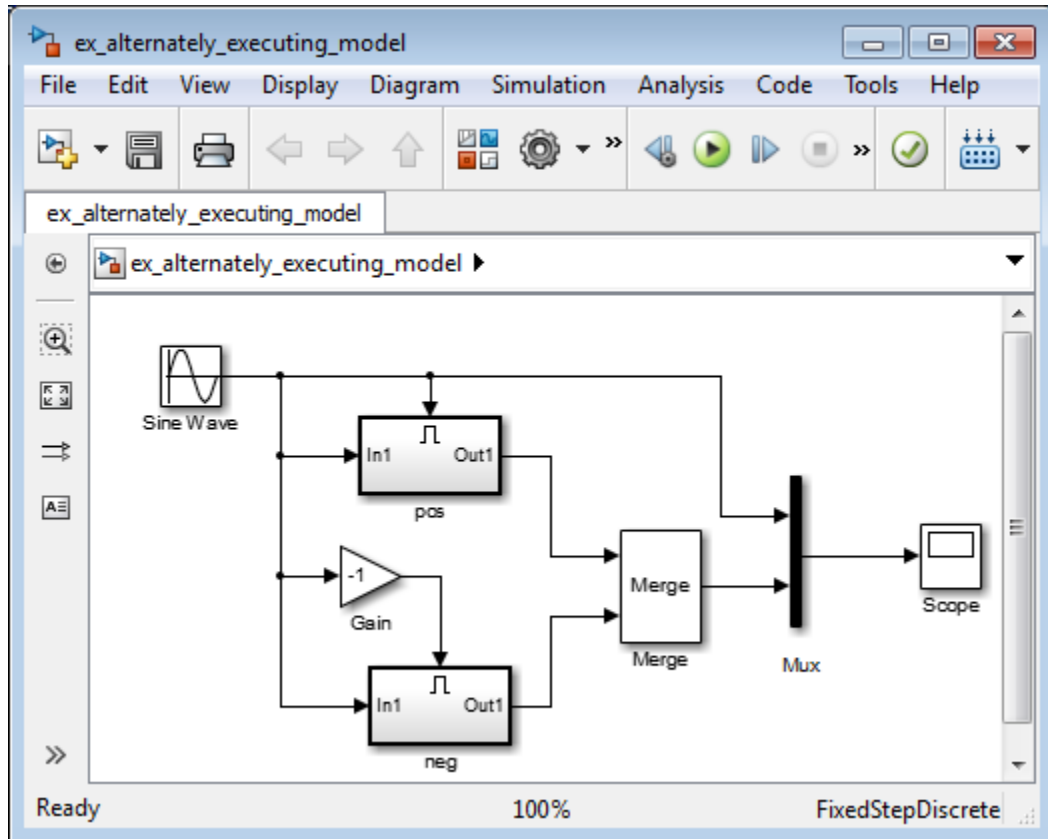 ex_alternately_executing_model
File Edit View Display Diagram Simulation Analysis Code Tools Help
ex_alternately_executing_model
ex_alternately_executing_model
Sine Wave
In1 Out1
pos
-1
Gain
Merge
Merge
Mux
Scope
In1 Out1
neg
Ready 100% FixedStepDiscrete